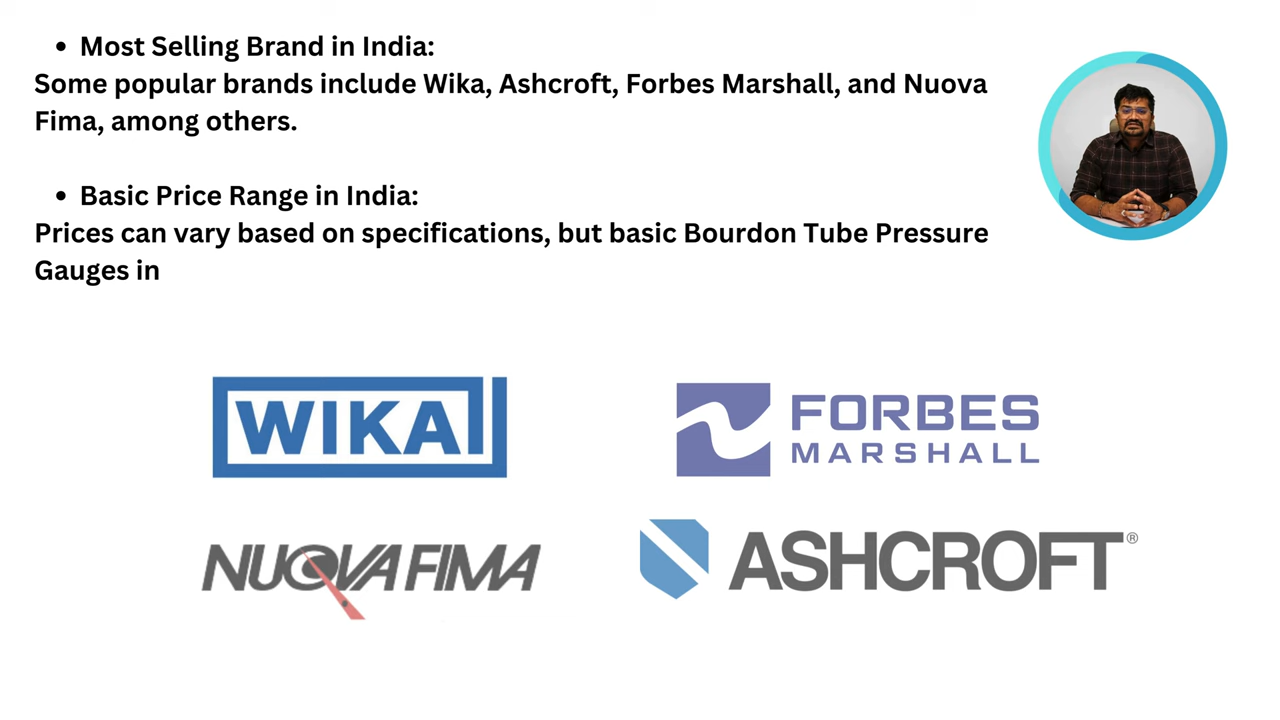 • Most Selling Brand in India:
Some popular brands include Wika, Ashcroft, Forbes Marshall, and Nuova
Fima, among others.
• Basic Price Range in India:
Prices can vary based on specifications, but basic Bourdon Tube Pressure
Gauges in
WIKA
FORBES
MARSHALL
NUOVA FIMA
ASHCROFT®